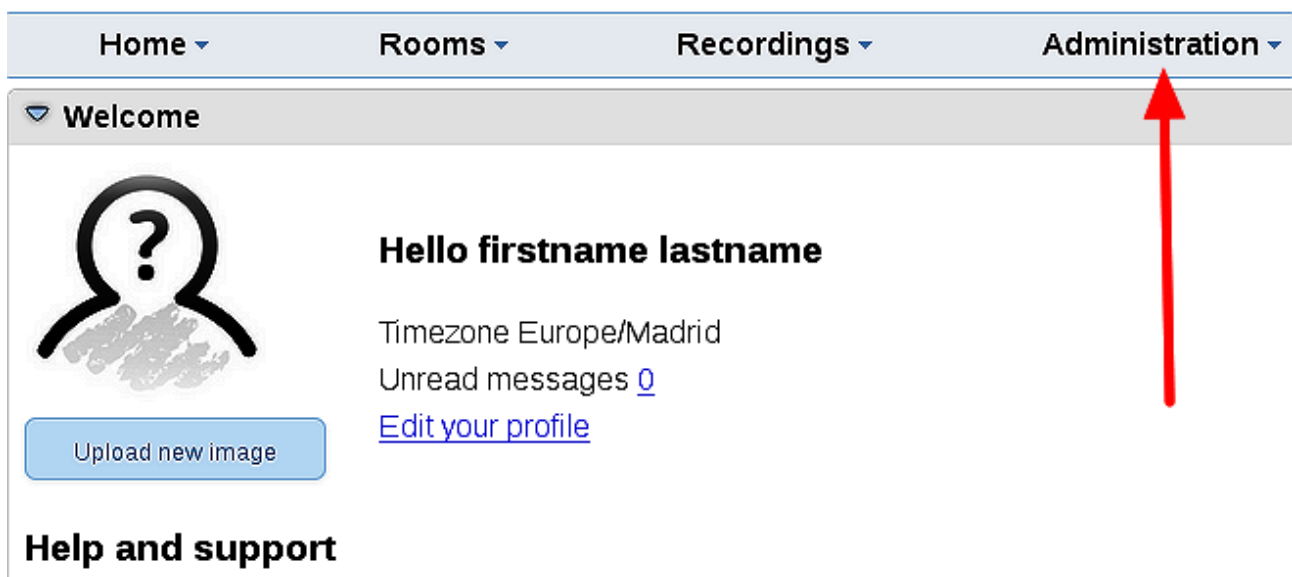 Home Rooms Recordings Administration
Welcome
?
Hello firstname lastname
Timezone Europe/Madrid
Unread messages 0
Edit your profile
Upload new image
Help and support